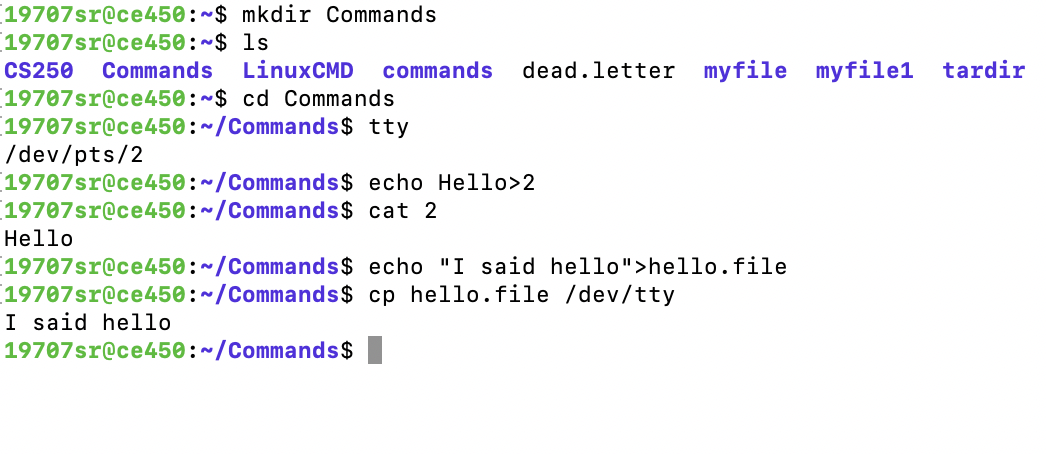 19707sr@ce450:~$ mkdir Commands
19707sr@ce450:~$ ls
CS250  Commands  LinuxCMD  commands  dead.letter  myfile  myfile1  tardir
19707sr@ce450:~$ cd Commands
19707sr@ce450:~/Commands$ tty
/dev/pts/2
19707sr@ce450:~/Commands$ echo Hello>2
19707sr@ce450:~/Commands$ cat 2
Hello
19707sr@ce450:~/Commands$ echo "I said hello">hello.file
19707sr@ce450:~/Commands$ cp hello.file /dev/tty
I said hello
19707sr@ce450:~/Commands$